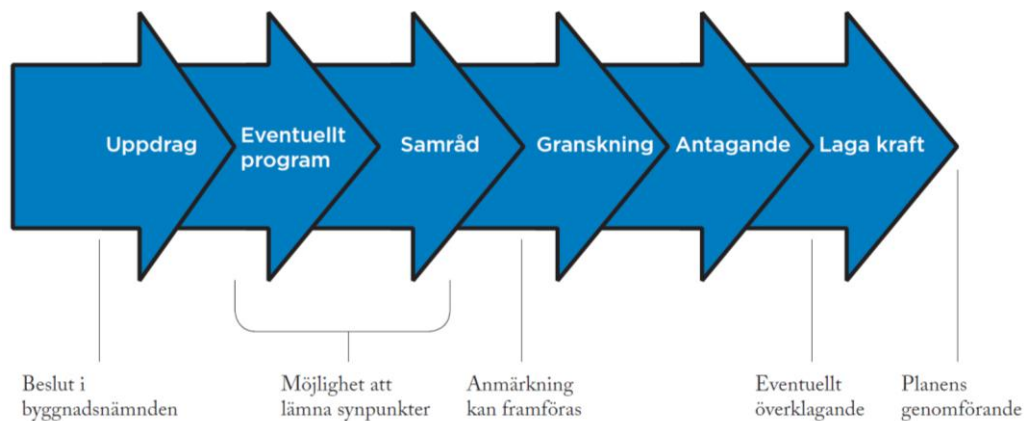 Uppdrag
Eventuellt
program
Samråd
Granskning
Antagande
Laga kraft
Beslut i
byggnadsnämnden
Möjlighet att
lämna synpunkter
Anmärkning
kan framföras
Eventuellt
överklagande
Planens
genomförande